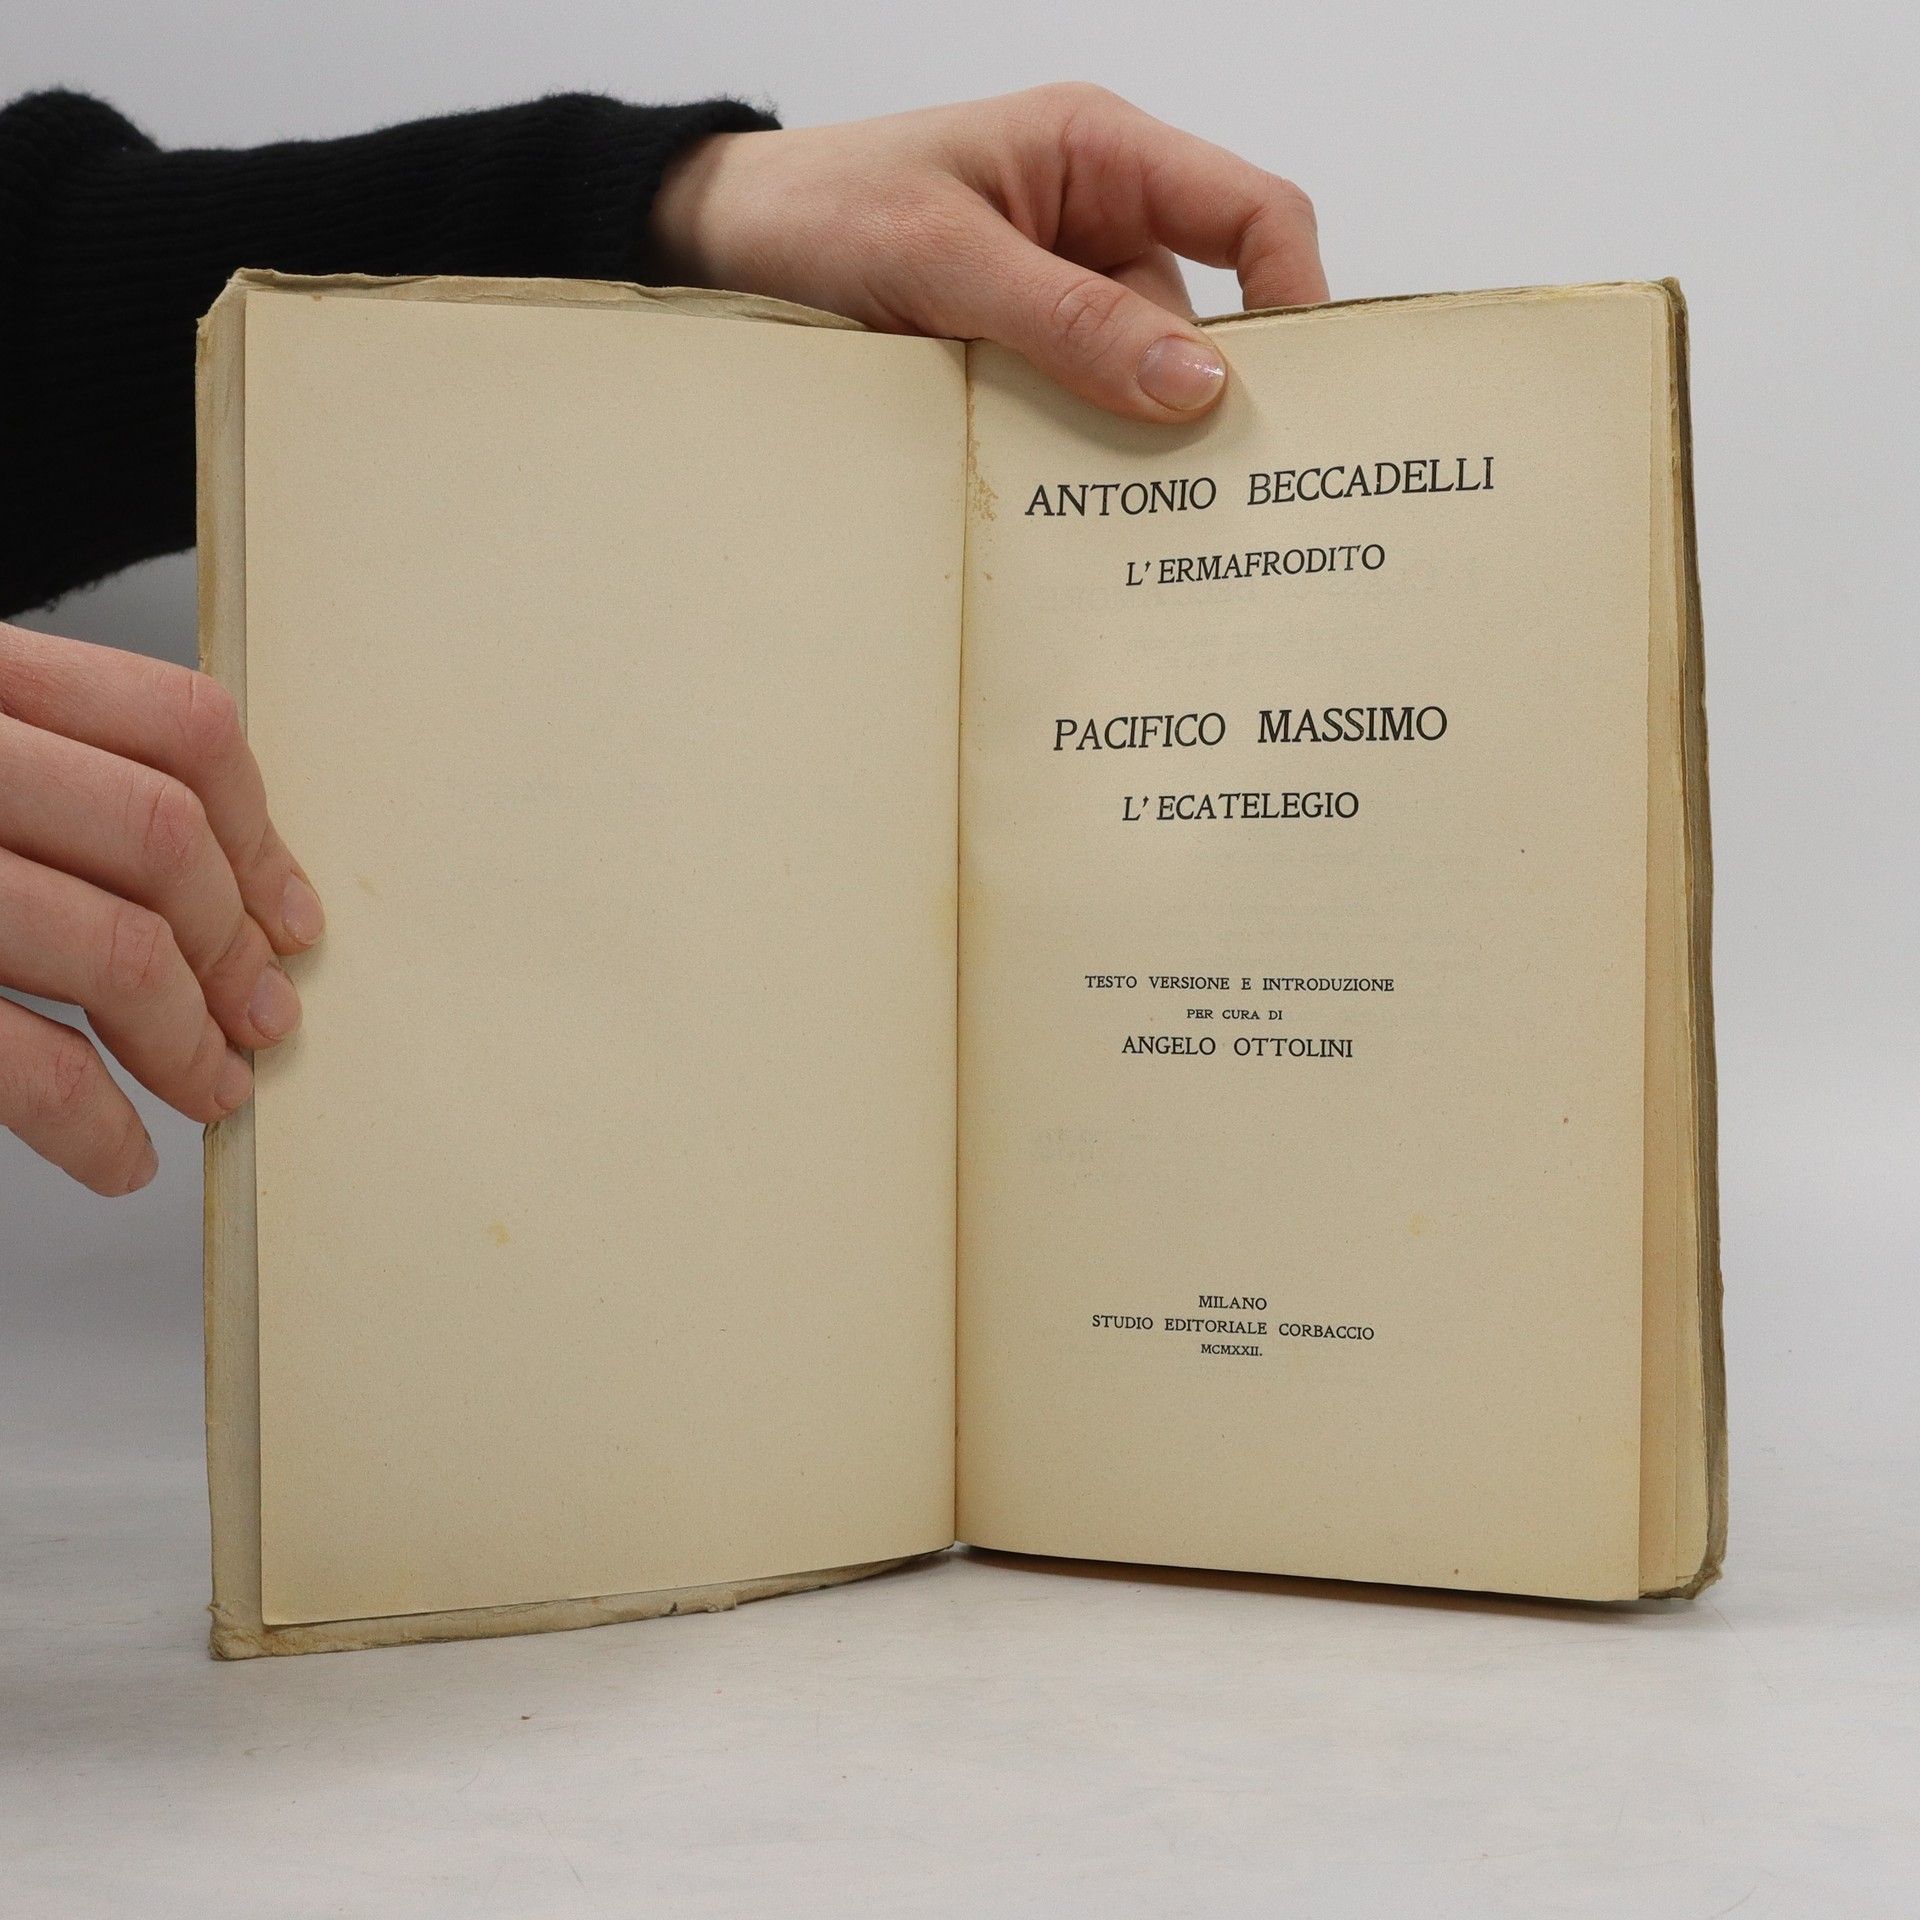 ANTONIO BECCADELLI
L'ERMAFRODITO
PACIFICO MASSIMO
L'ECATELEGIO
TESTO VERSIONE E INTRODUZIONE
PER CURA DI
ANGELO OTTOLINI
MILANO
STUDIO EDITORIALE CORBACCIO
MCMXXII.